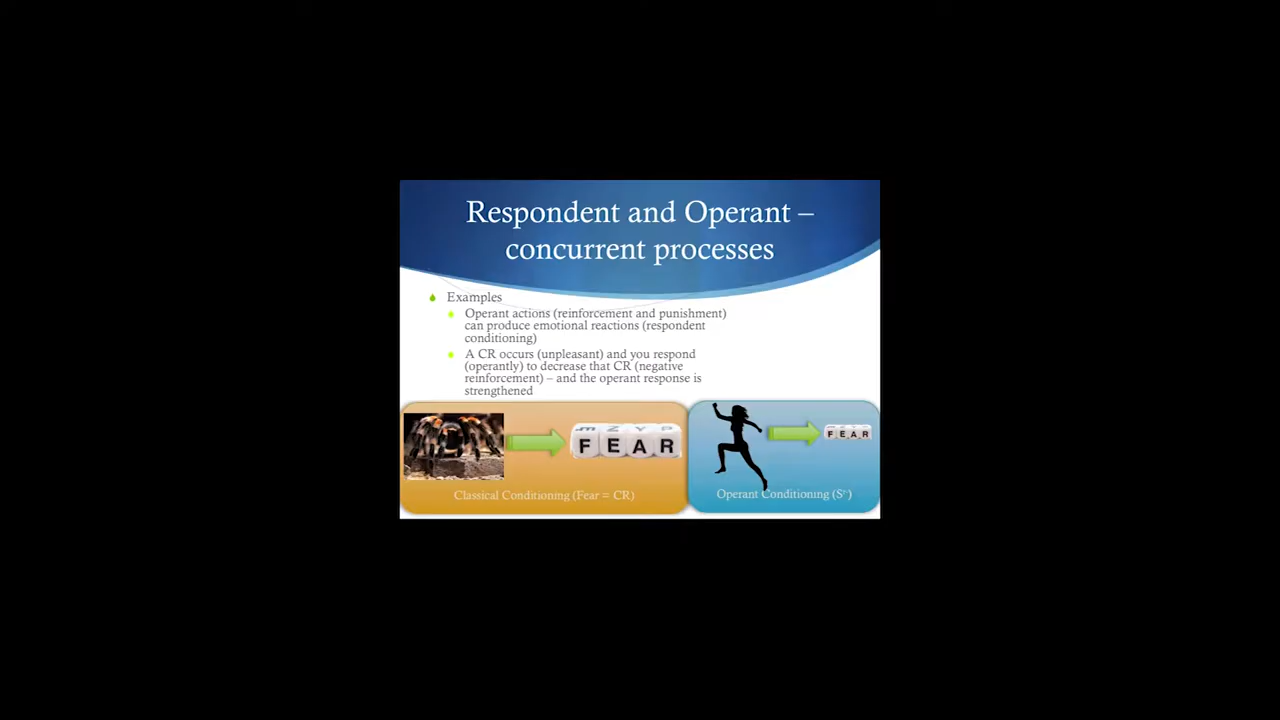 Respondent and Operant –
concurrent processes
Examples
Operant actions (reinforcement and punishment)
can produce emotional reactions (respondent
conditioning)
A CR occurs (unpleasant) and you respond
(operantly) to decrease that CR (negative
reinforcement) – and the operant response is
strengthened
FEAR
FEAR
Classical Conditioning (Fear = CR)
Operant Conditioning (Sʳ)